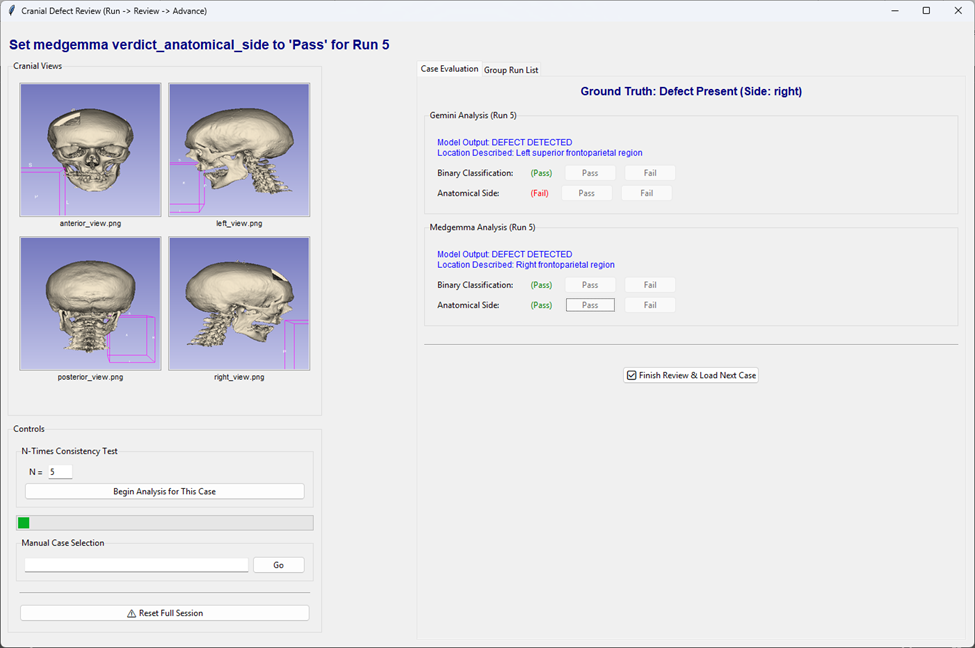 Cranial Defect Review (Run -> Review -> Advance)
Set medgemma verdict_anatomical_side to 'Pass' for Run 5
Cranial Views
anterior_view.png
left_view.png
posterior_view.png
right_view.png
Controls
N-Times Consistency Test
N = 5
Begin Analysis for This Case
Manual Case Selection
Go
⚠ Reset Full Session
Case Evaluation Group Run List
Ground Truth: Defect Present (Side: right)
Gemini Analysis (Run 5)
Model Output: DEFECT DETECTED
Location Described: Left superior frontoparietal region
Binary Classification: (Pass) Pass Fail
Anatomical Side: (Fail) Pass Fail
Medgemma Analysis (Run 5)
Model Output: DEFECT DETECTED
Location Described: Right frontoparietal region
Binary Classification: (Pass) Pass Fail
Anatomical Side: (Pass) Pass Fail
☑ Finish Review & Load Next Case